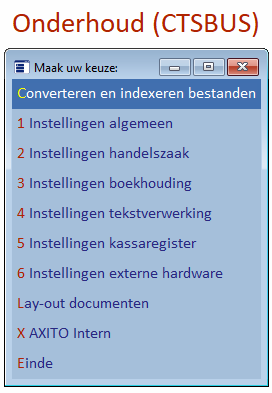 Onderhoud (CTSBUS)
Maak uw keuze:
Converteren en indexeren bestanden
1 Instellingen algemeen
2 Instellingen handelszaak
3 Instellingen boekhouding
4 Instellingen tekstverwerking
5 Instellingen kassaregister
6 Instellingen externe hardware
Lay-out documenten
X AXITO Intern
Einde